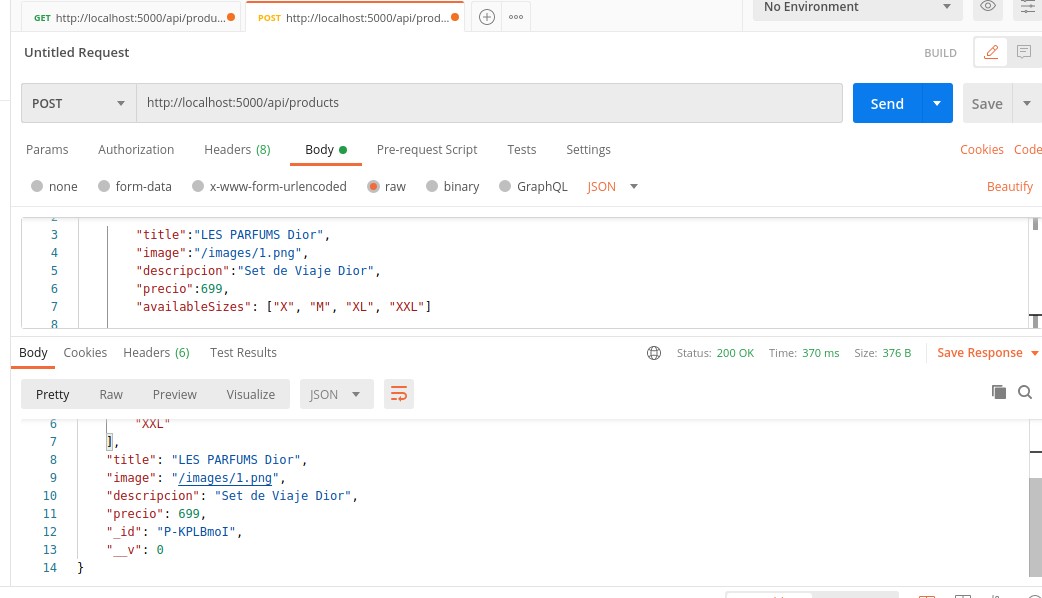 GET http://localhost:5000/api/produ...
POST http://localhost:5000/api/prod...
No Environment
Untitled Request
BUILD
POST
http://localhost:5000/api/products
Send
Save
Params Authorization Headers (8) Body Pre-request Script Tests Settings Cookies Code
none form-data x-www-form-urlencoded raw binary GraphQL JSON Beautify
2
3 "title":"LES PARFUMS Dior",
4 "image":"/images/1.png",
5 "descripcion":"Set de Viaje Dior",
6 "precio":699,
7 "availableSizes": ["X", "M", "XL", "XXL"]
8
Body Cookies Headers (6) Test Results Status: 200 OK Time: 370 ms Size: 376 B Save Response
Pretty Raw Preview Visualize JSON
6 "XXL"
7 ],
8 "title": "LES PARFUMS Dior",
9 "image": "/images/1.png",
10 "descripcion": "Set de Viaje Dior",
11 "precio": 699,
12 "_id": "P-KPLBmoI",
13 "__v": 0
14 }